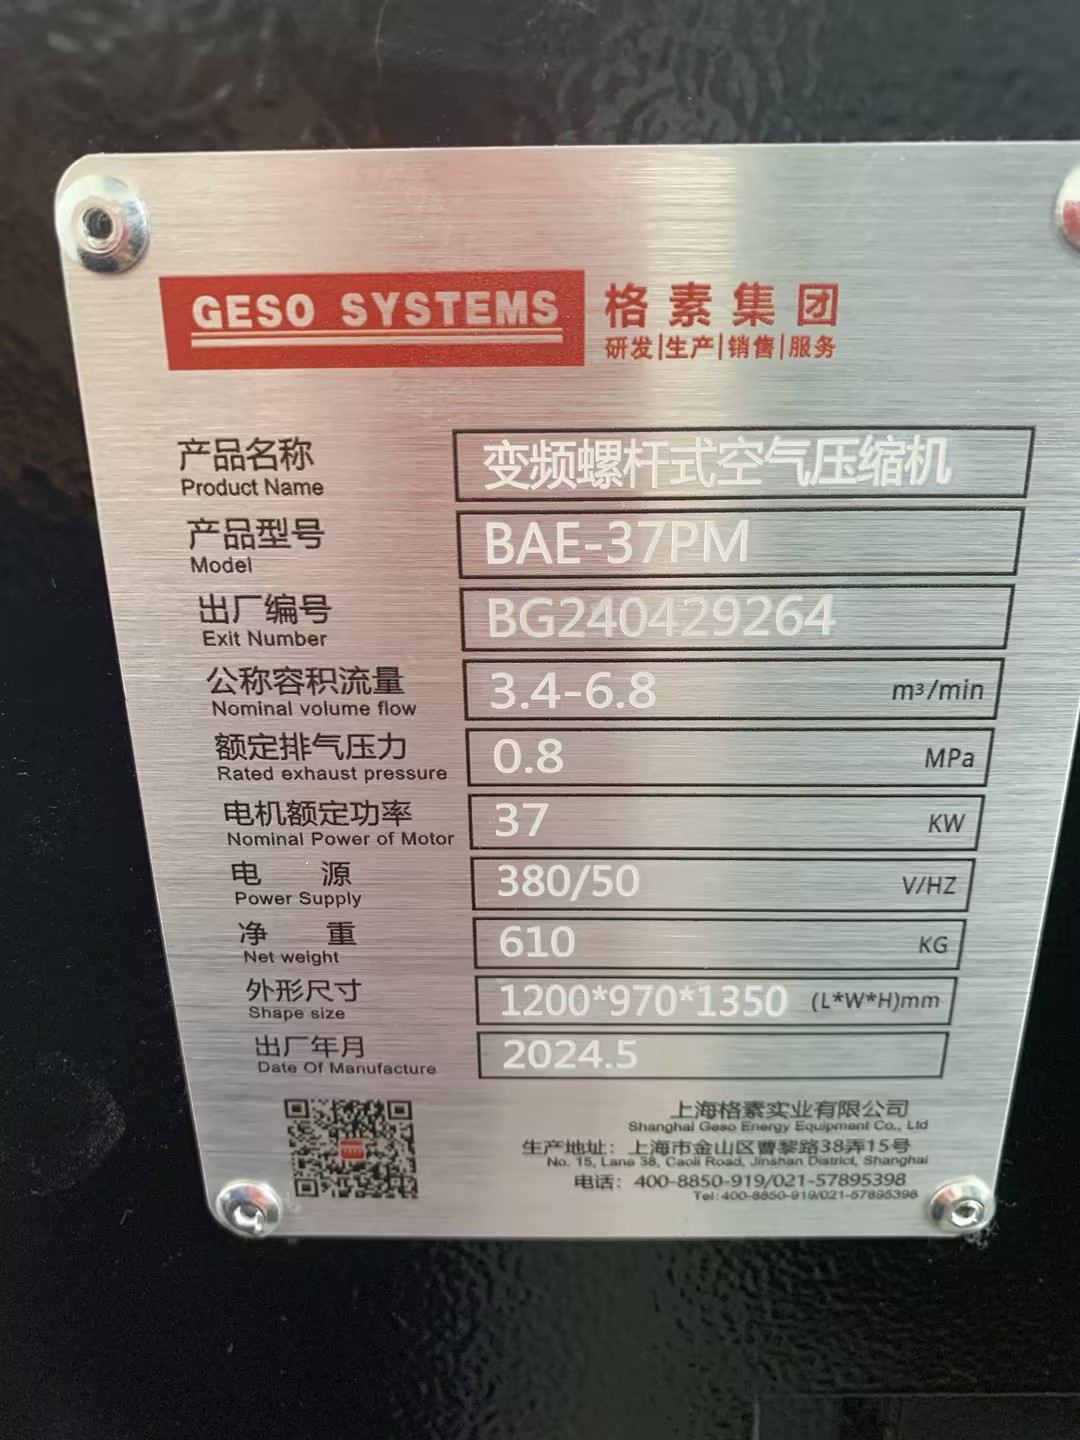 GESO SYSTEMS 格素集团
研发|生产|销售|服务
产品名称 变频螺杆式空气压缩机
Product Name
产品型号 BAE-37PM
Model
出厂编号 BG240429264
Exit Number
公称容积流量 3.4-6.8 m³/min
Nominal volume flow
额定排气压力 0.8 MPa
Rated exhaust pressure
电机额定功率 37 KW
Nominal Power of Motor
电 源 380/50 V/HZ
Power Supply
净 重 610 KG
Net weight
外形尺寸 1200*970*1350 (L*W*H)mm
Shape size
出厂年月 2024.5
Date Of Manufacture
上海格素实业有限公司
Shanghai Geso Energy Equipment Co., Ltd
生产地址：上海市金山区曹黎路38弄15号
No. 15, Lane 38, Caoli Road, Jinshan District, Shanghai
电话：400-8850-919/021-57895398
Tel:400-8850-919/021-57895398